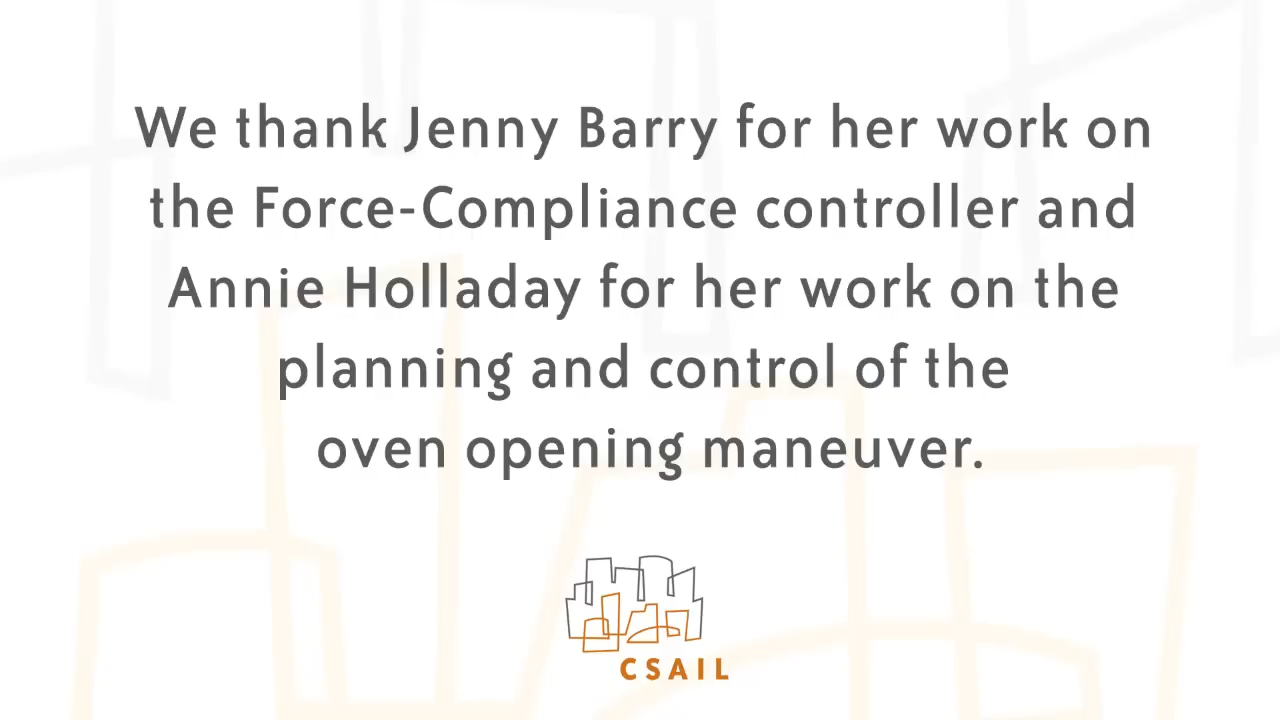 We thank Jenny Barry for her work on
the Force-Compliance controller and
Annie Holladay for her work on the
planning and control of the
oven opening maneuver.
CSAIL